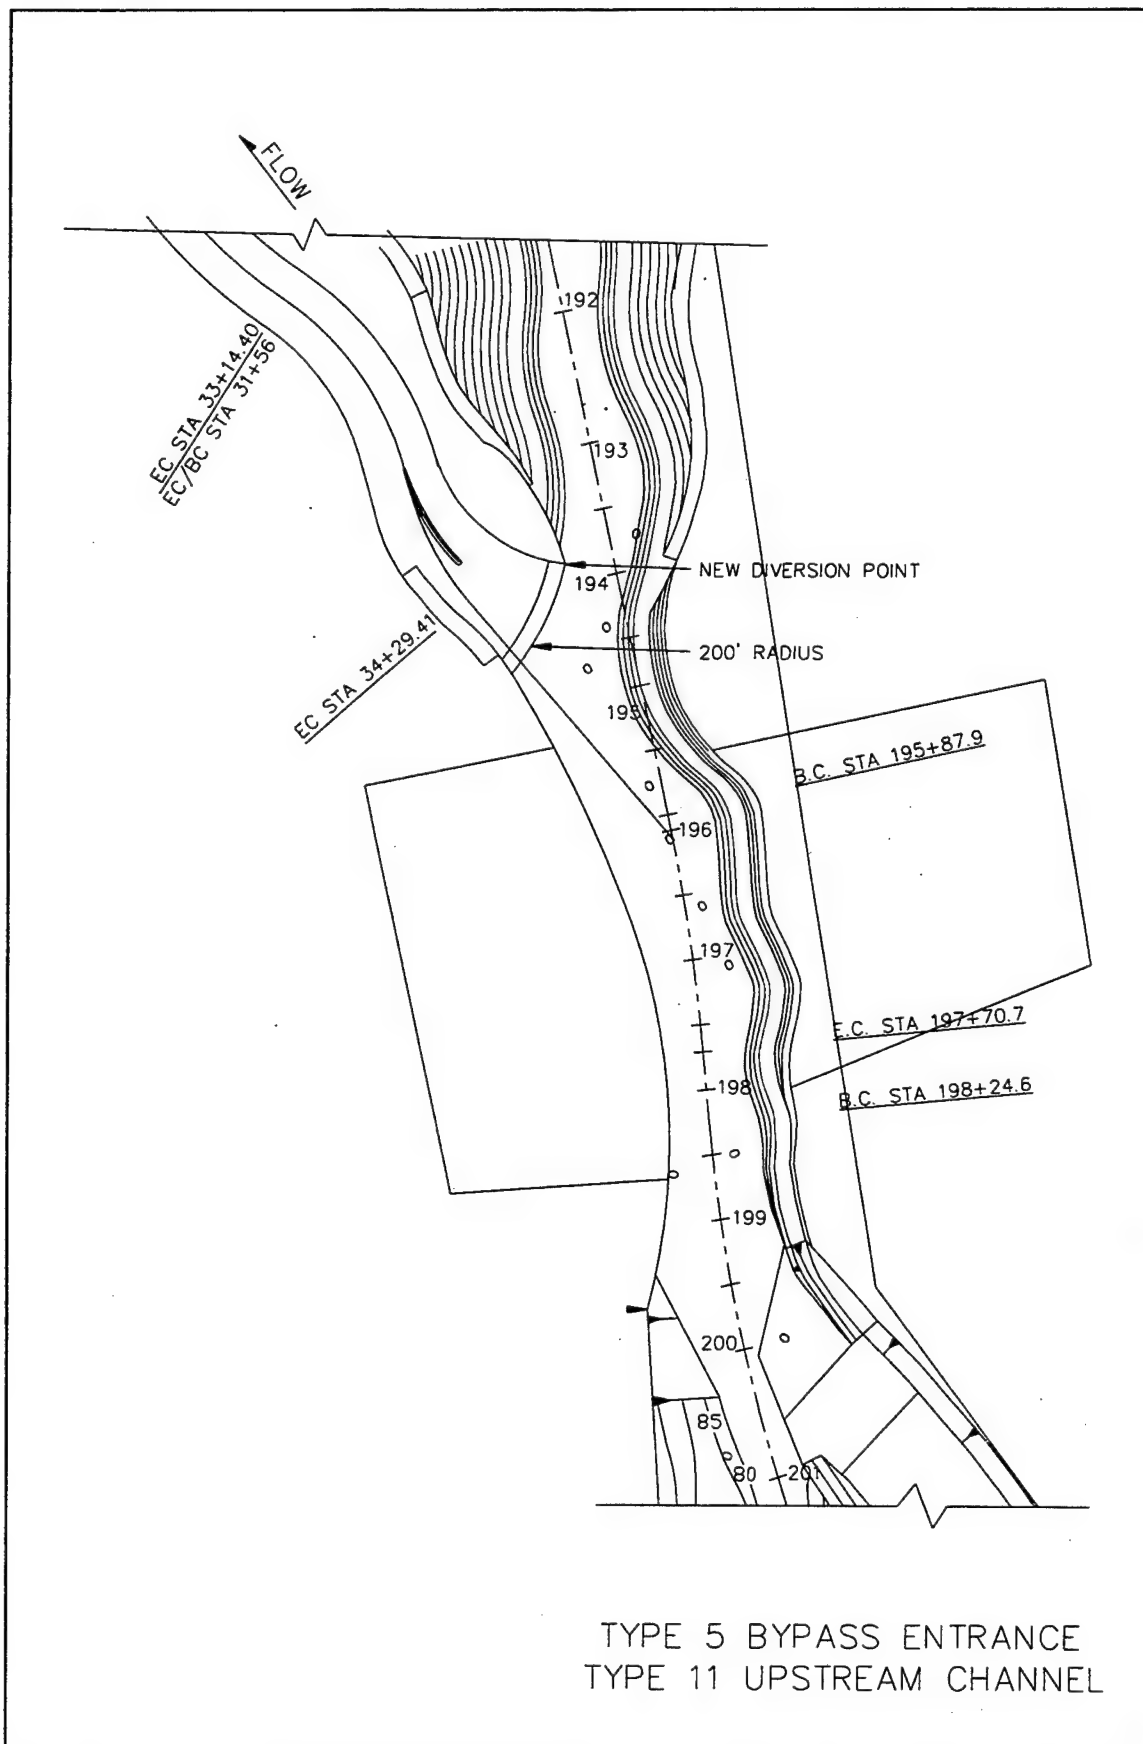 FLOW
192
EC STA 33+14.40
EC/BC STA 31+56
193
NEW DIVERSION POINT
194
200' RADIUS
EC STA 34+29.41
195
B.C. STA 195+87.9
196
197
E.C. STA 197+70.7
198
B.C. STA 198+24.6
199
200
85
80
201
TYPE 5 BYPASS ENTRANCE
TYPE 11 UPSTREAM CHANNEL